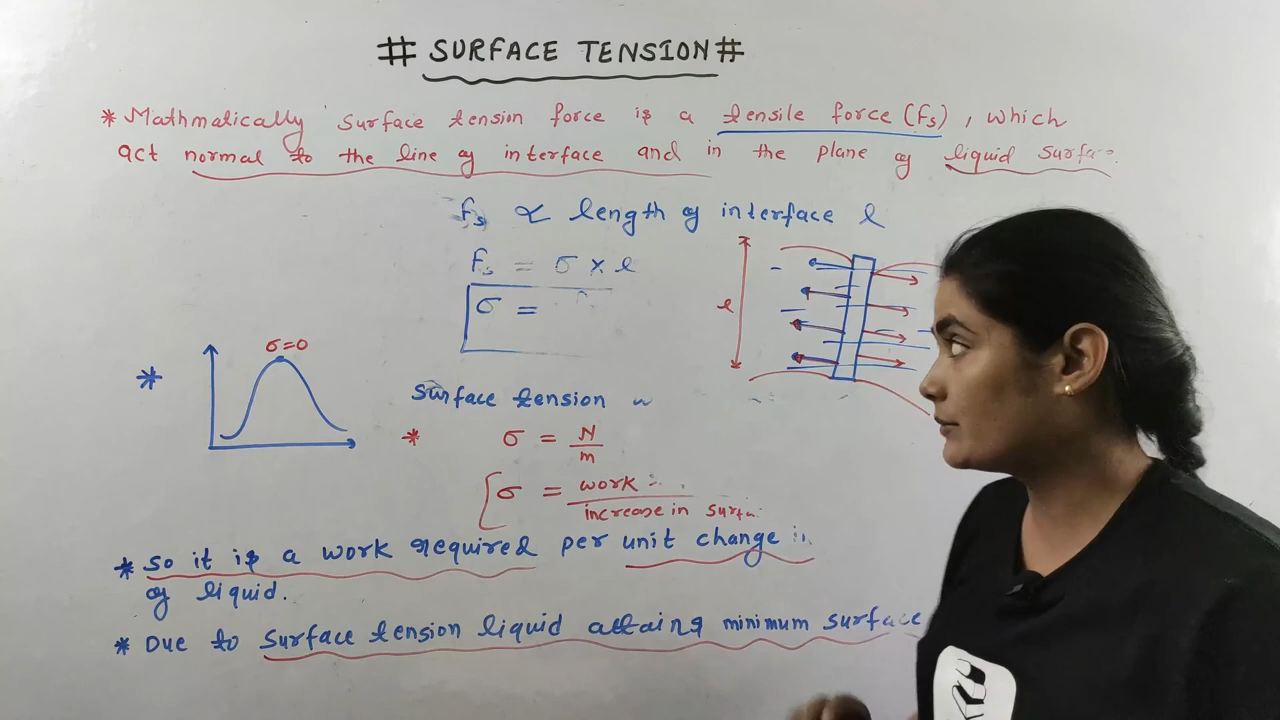 # SURFACE TENSION #
* Mathmatically surface tension force is a tensile force (Fs), which
act normal to the line of interface and in the plane of liquid surface
Fs ∝ length of interface l
Fs = σ × l
σ =
l
σ=0
*
surface tension
* σ = N/m
σ = work / increase in
* So it is a work required per unit change
of liquid.
* Due to surface tension liquid attains minimum surface